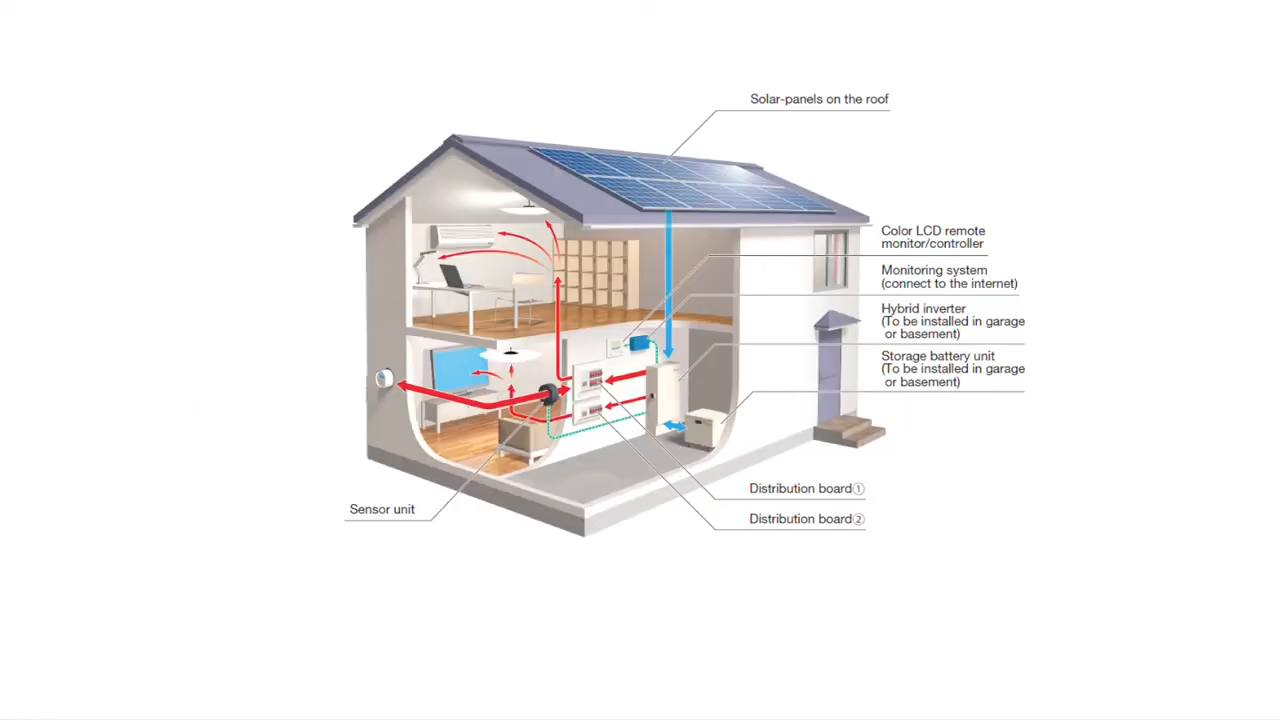 Solar-panels on the roof
Color LCD remote
monitor/controller
Monitoring system
(connect to the internet)
Hybrid inverter
(To be installed in garage
or basement)
Storage battery unit
(To be installed in garage
or basement)
Distribution board①
Sensor unit
Distribution board②